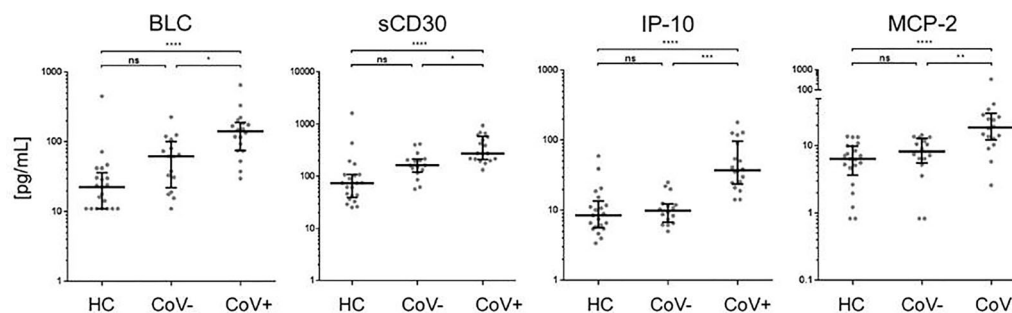 BLC sCD30 IP-10 MCP-2
**** **** **** ****
ns * ns * ns *** ns **
1000 10000 1000 1000
100
1000
100 100 100 10
100
10 10 10 1
1 1 1 0.1
[pg/mL]
HC CoV- CoV+ HC CoV- CoV+ HC CoV- CoV+ HC CoV- CoV